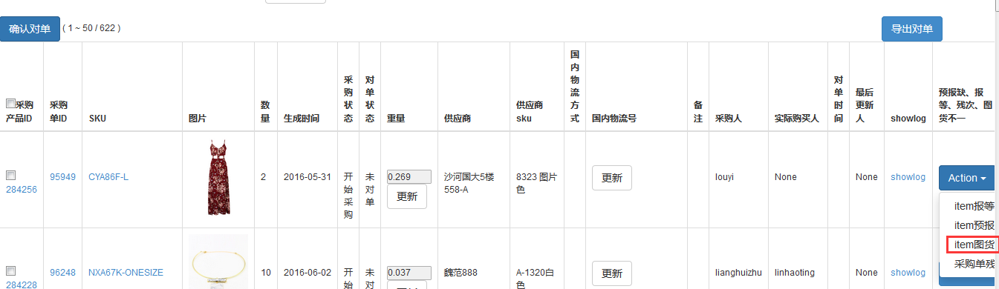 确认对单 ( 1 ~ 50 / 622 ) 导出对单
采购产品ID 采购单ID SKU 图片 数量 生成时间 采购状态 对单状态 重量 供应商 供应商sku 国内物流方式 国内物流号 备注 采购人 实际购买人 对单时间 最后更新人 showlog 预报缺、报等、残次、图货不一
284256 95949 CYA86F-L 2 2016-05-31 开始采购 未对单 0.269 更新 沙河国大5楼558-A 8323 图片色 更新 louyi None None showlog Action
item报等
item预报
item图货
采购单残
284228 96248 NXA67K-ONESIZE 10 2016-06-02 开始 未对 0.037 魏范888 A-1320白色 更新 lianghuizhu linhaoting None showlog